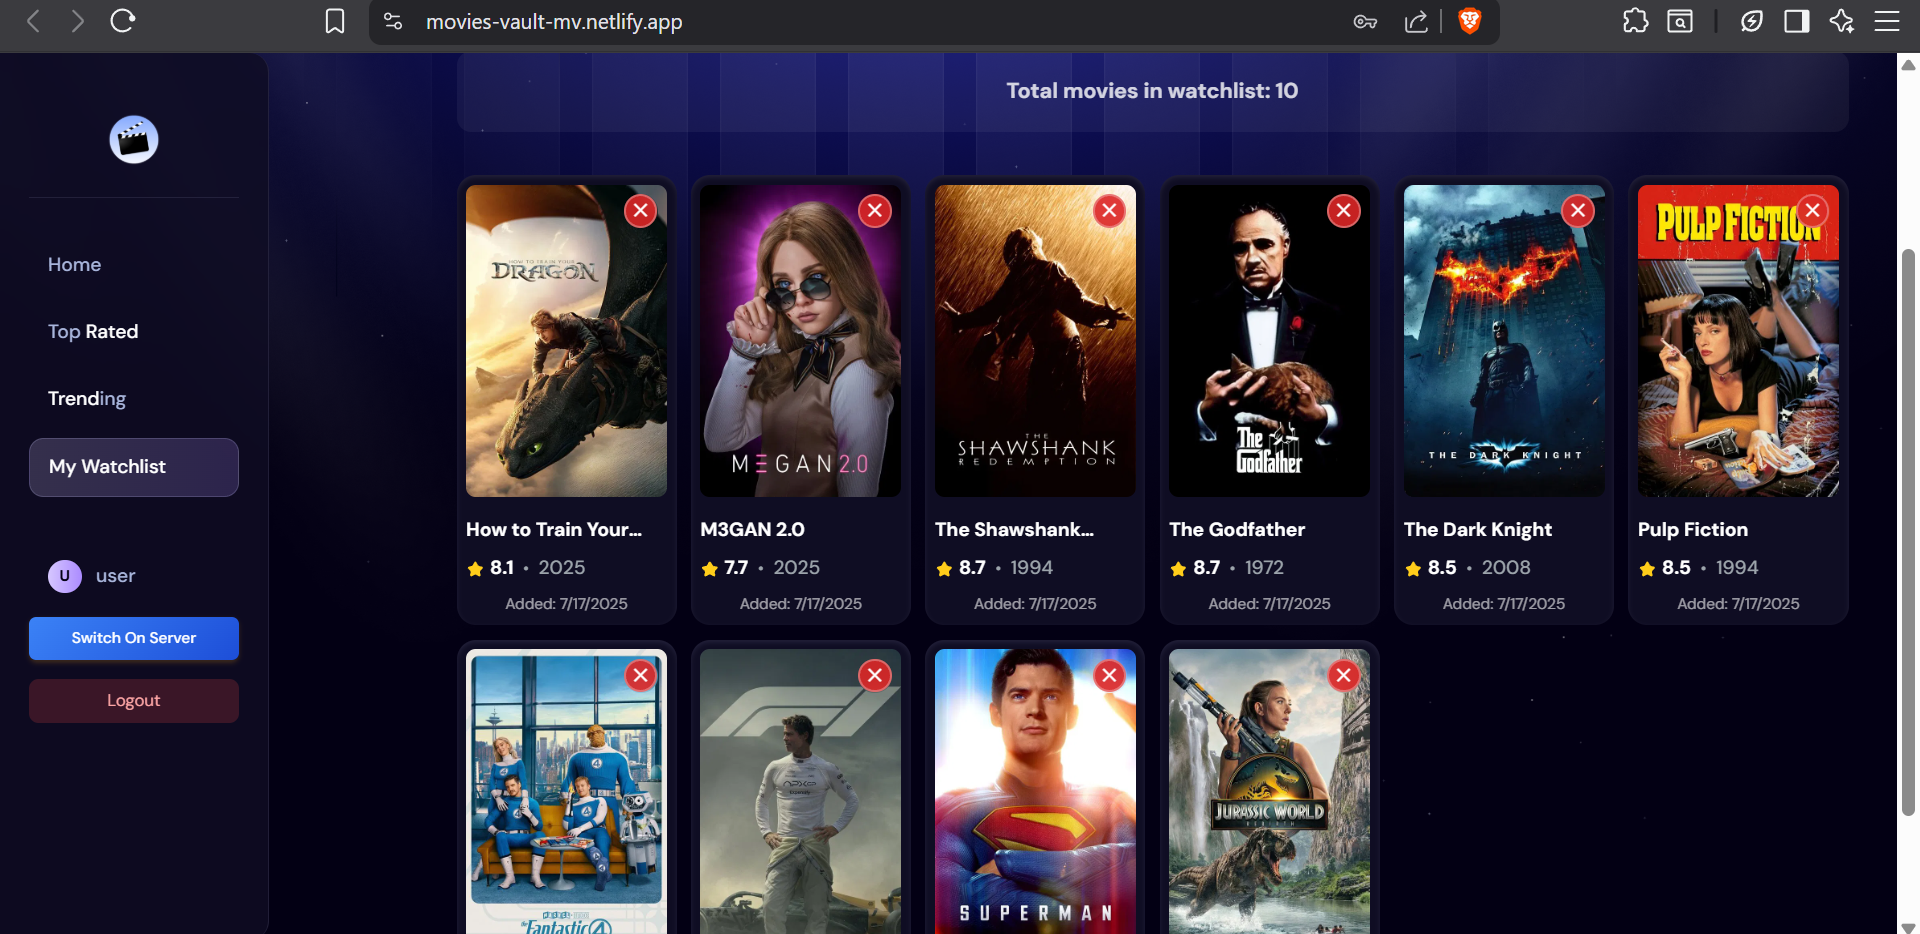 movies-vault-mv.netlify.app
Total movies in watchlist: 10
Home
Top Rated
Trending
My Watchlist
U user
Switch On Server
Logout
HOW TO TRAIN YOUR
DRAGON
M3GAN 2.0
THE
SHAWSHANK
REDEMPTION
The
Godfather
THE DARK KNIGHT
PULP FICTION
How to Train Your...
8.1 • 2025
Added: 7/17/2025
M3GAN 2.0
7.7 • 2025
Added: 7/17/2025
The Shawshank...
8.7 • 1994
Added: 7/17/2025
The Godfather
8.7 • 1972
Added: 7/17/2025
The Dark Knight
8.5 • 2008
Added: 7/17/2025
Pulp Fiction
8.5 • 1994
Added: 7/17/2025
the Fantastic 4
F1
APXGP
SUPERMAN
JURASSIC WORLD
REBIRTH